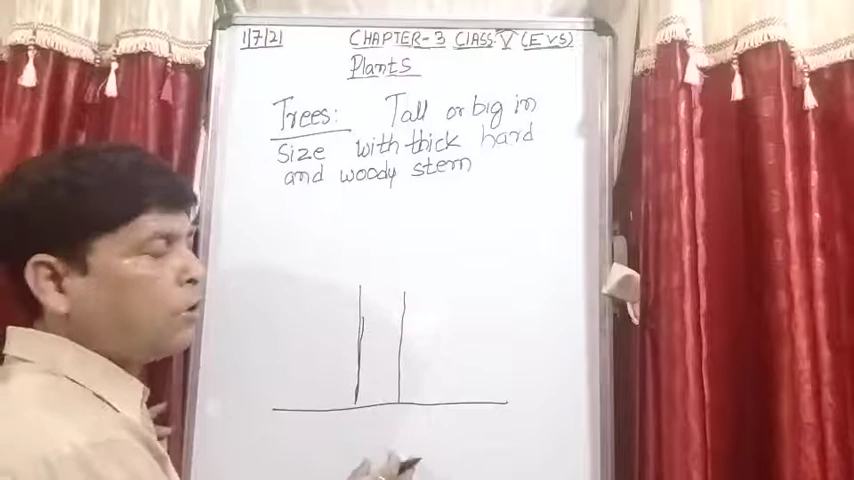 1/7/21 CHAPTER-3 CLASS-V (EVS)
Plants
Trees: Tall or big in
Size with thick hard
and woody stem